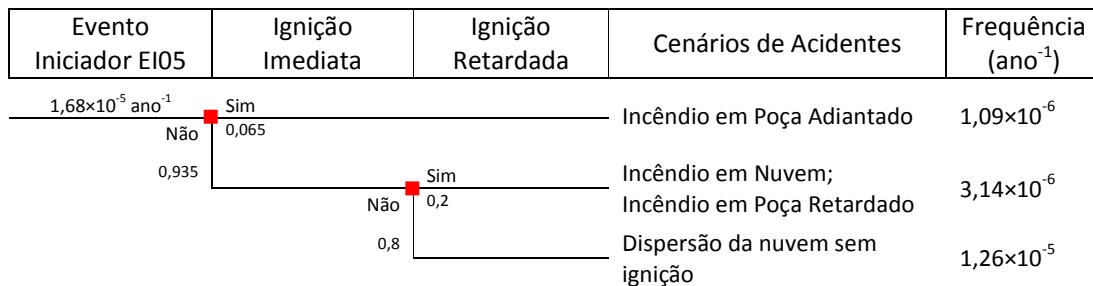 Evento Iniciador EI05
Ignição Imediata
Ignição Retardada
Cenários de Acidentes
Frequência (ano⁻¹)
1,68×10⁻⁵ ano⁻¹
Sim
0,065
Incêndio em Poça Adiantado
1,09×10⁻⁶
Não
0,935
Sim
0,2
Incêndio em Nuvem;
Incêndio em Poça Retardado
3,14×10⁻⁶
Não
0,8
Dispersão da nuvem sem
ignição
1,26×10⁻⁵